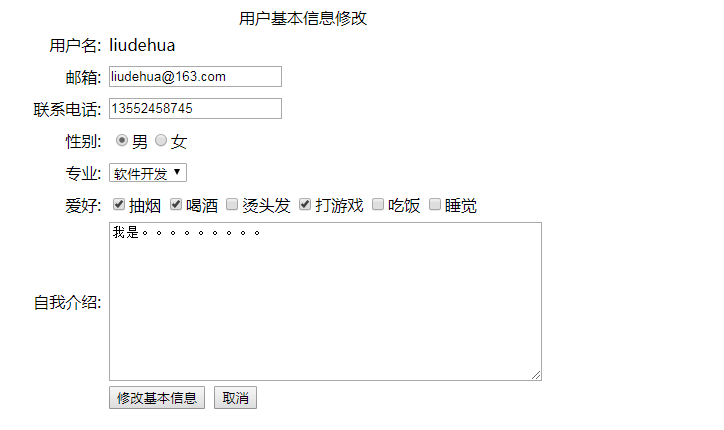 用户基本信息修改
用户名: liudehua
邮箱: liudehua@163.com
联系电话: 13552458745
性别: 男 女
专业: 软件开发
爱好: 抽烟 喝酒 烫头发 打游戏 吃饭 睡觉
我是。。。。。。。。。
自我介绍:
修改基本信息 取消